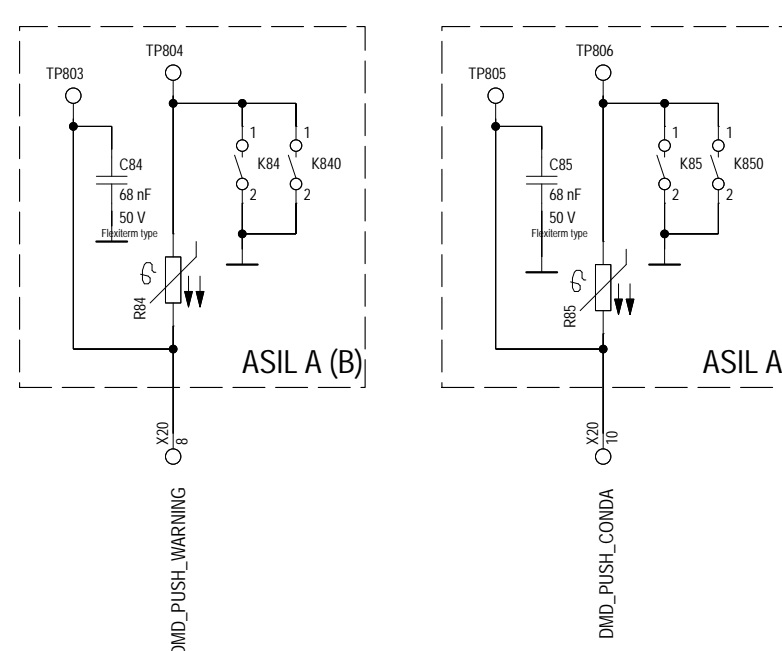 TP804
TP803
1
1
C84
K84
K840
68 nF
2
2
50 V
Flexiterm type
R84
ASIL A (B)
X20
8
DMD_PUSH_WARNING
TP806
TP805
1
1
C85
K85
K850
68 nF
2
2
50 V
Flexiterm type
R85
ASIL A
X20
10
DMD_PUSH_CONDA